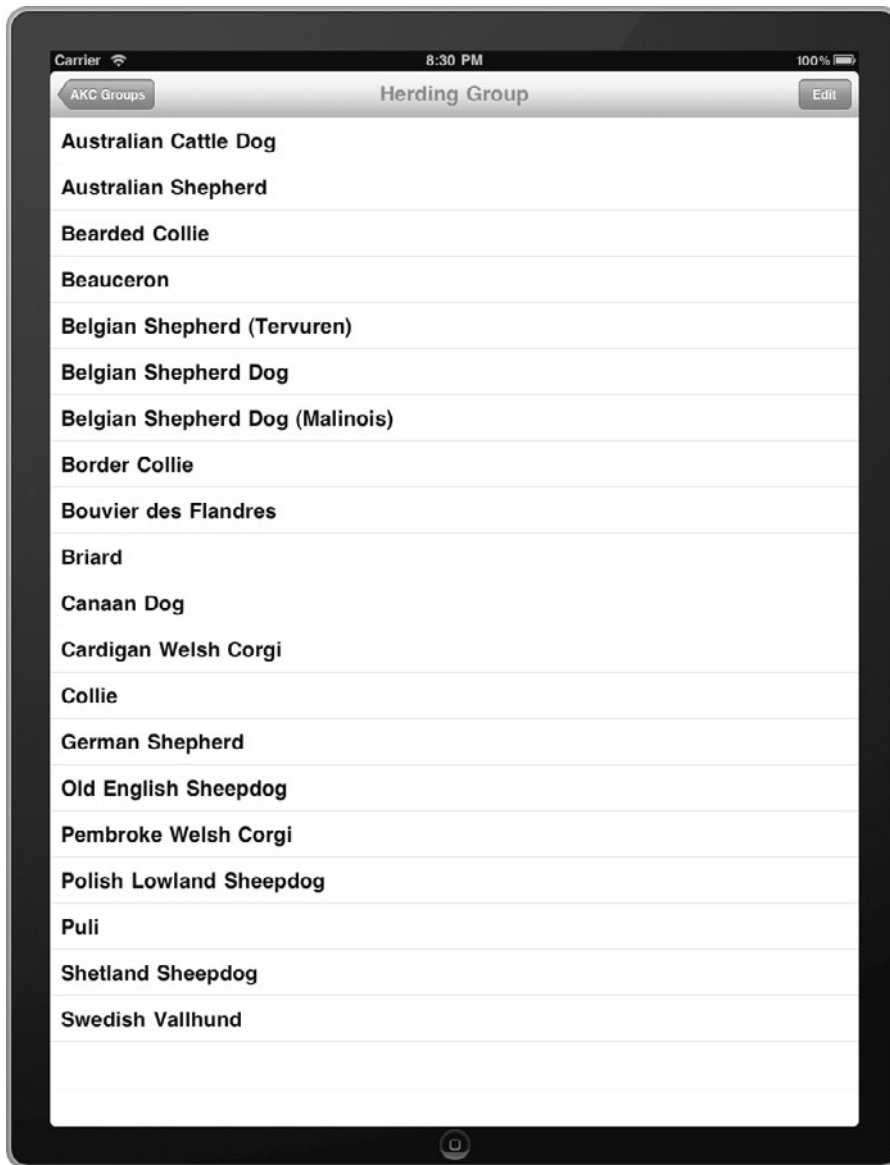 Carrier 8:30 PM 100%
AKC Groups Herding Group Edit
Australian Cattle Dog
Australian Shepherd
Bearded Collie
Beauceron
Belgian Shepherd (Tervuren)
Belgian Shepherd Dog
Belgian Shepherd Dog (Malinois)
Border Collie
Bouvier des Flandres
Briard
Canaan Dog
Cardigan Welsh Corgi
Collie
German Shepherd
Old English Sheepdog
Pembroke Welsh Corgi
Polish Lowland Sheepdog
Puli
Shetland Sheepdog
Swedish Vallhund